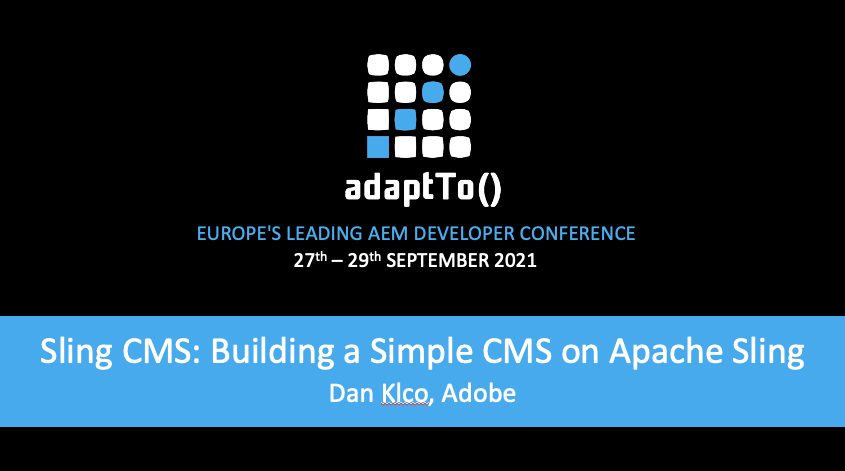 adaptTo()
EUROPE'S LEADING AEM DEVELOPER CONFERENCE
27th – 29th SEPTEMBER 2021
Sling CMS: Building a Simple CMS on Apache Sling
Dan Klco, Adobe